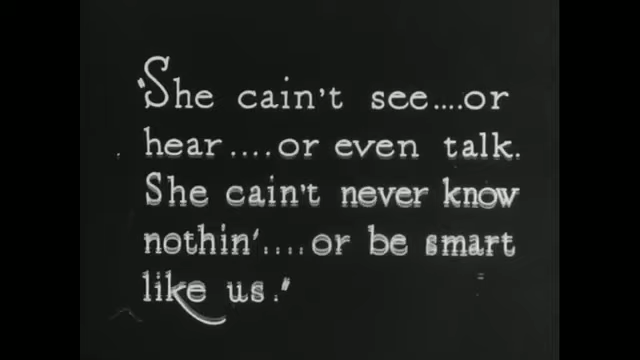 "She cain't see....or
hear....or even talk.
She cain't never know
nothin'....or be smart
like us."